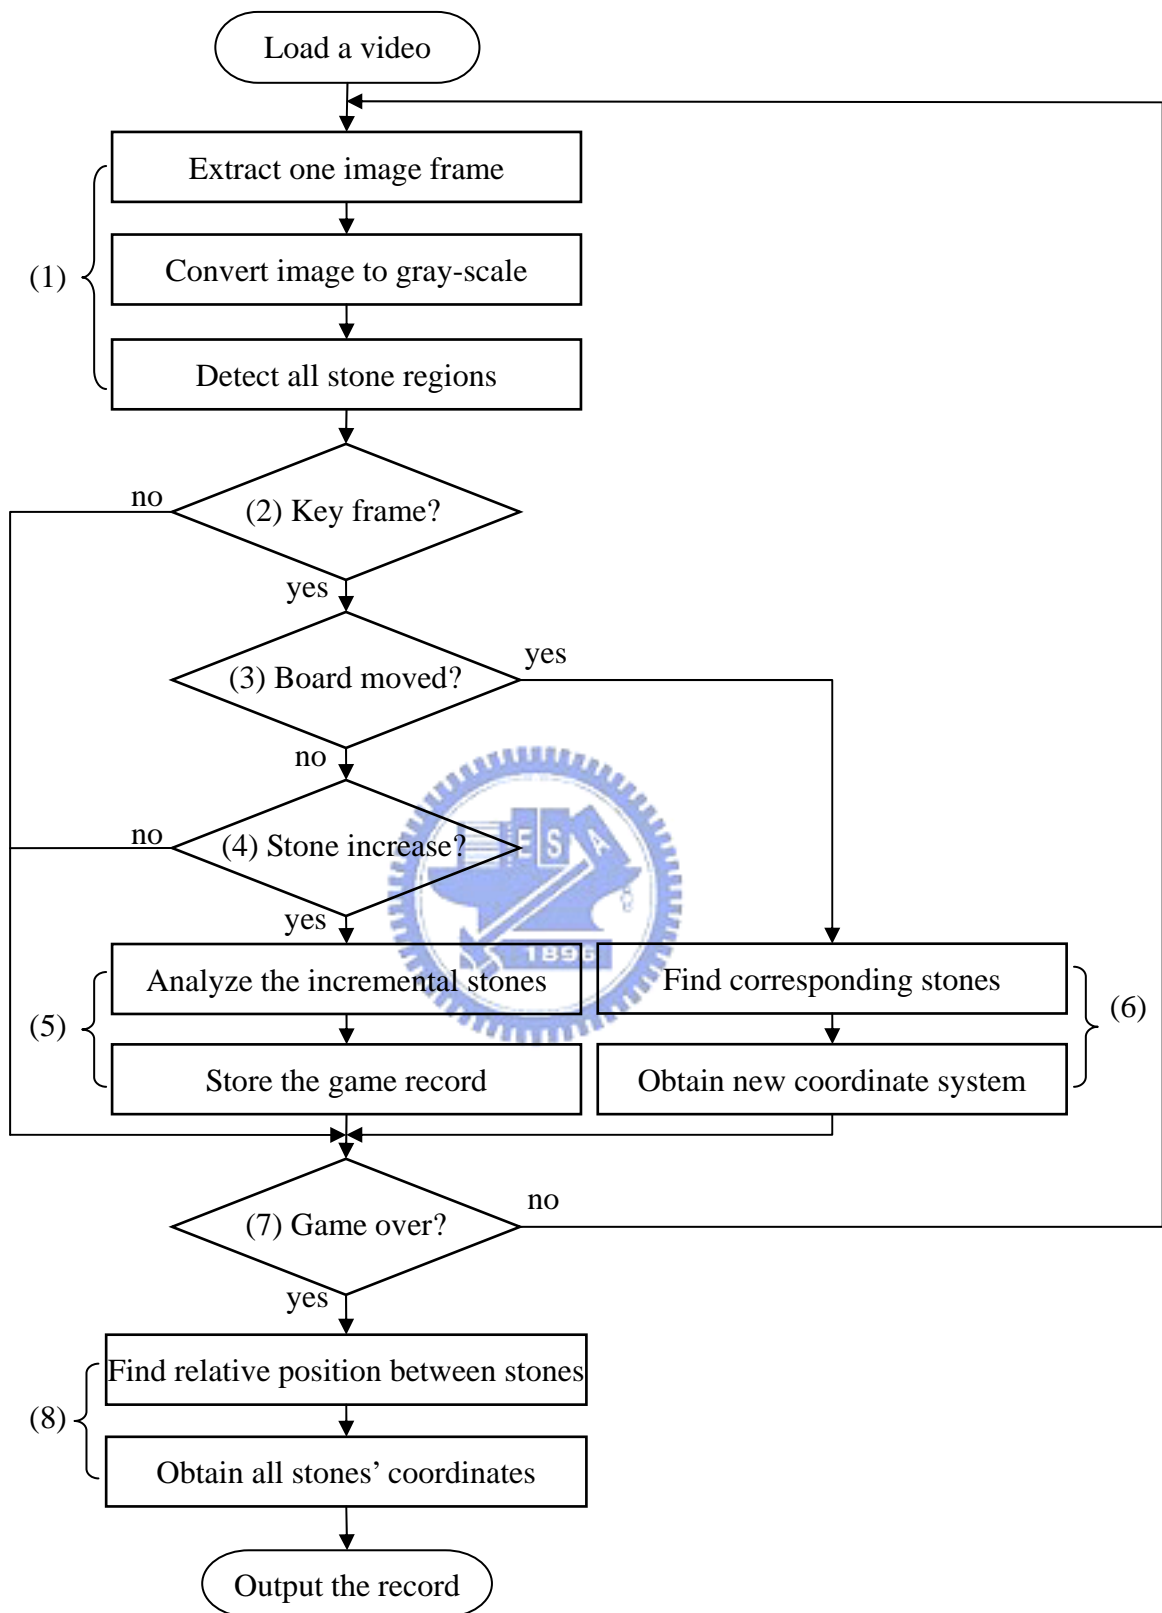 Load a video
Extract one image frame
(1)
Convert image to gray-scale
Detect all stone regions
no
(2) Key frame?
yes
(3) Board moved?
yes
no
no
(4) Stone increase?
E S A
yes
1896
Analyze the incremental stones
Find corresponding stones
(5)
(6)
Store the game record
Obtain new coordinate system
(7) Game over?
no
yes
Find relative position between stones
(8)
Obtain all stones’ coordinates
Output the record